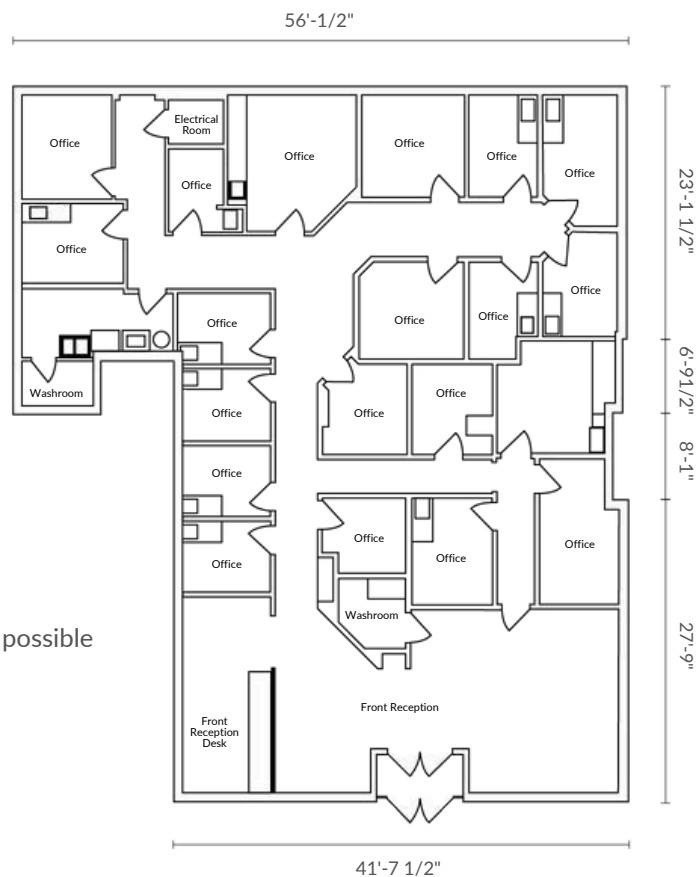 56'-1/2"
Electrical
Room
Office
Office
Office
Office
Office
Office
Office
23'-1 1/2"
Office
Office
Office
Office
Office
Office
6'-91/2"
Washroom
Office
Office
Office
8'-1"
Office
Office
Office
Office
Office
Washroom
possible
27'-9"
Front Reception
Front
Reception
Desk
41'-7 1/2"